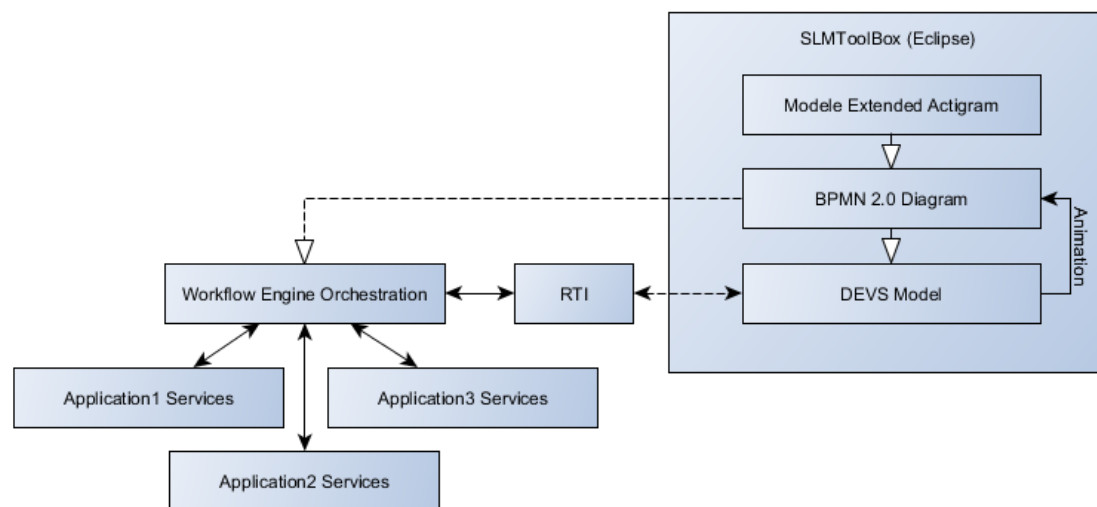 SLMToolBox (Eclipse)
Modele Extended Actigram
BPMN 2.0 Diagram
Animation
Workflow Engine Orchestration
RTI
DEVS Model
Application1 Services
Application3 Services
Application2 Services